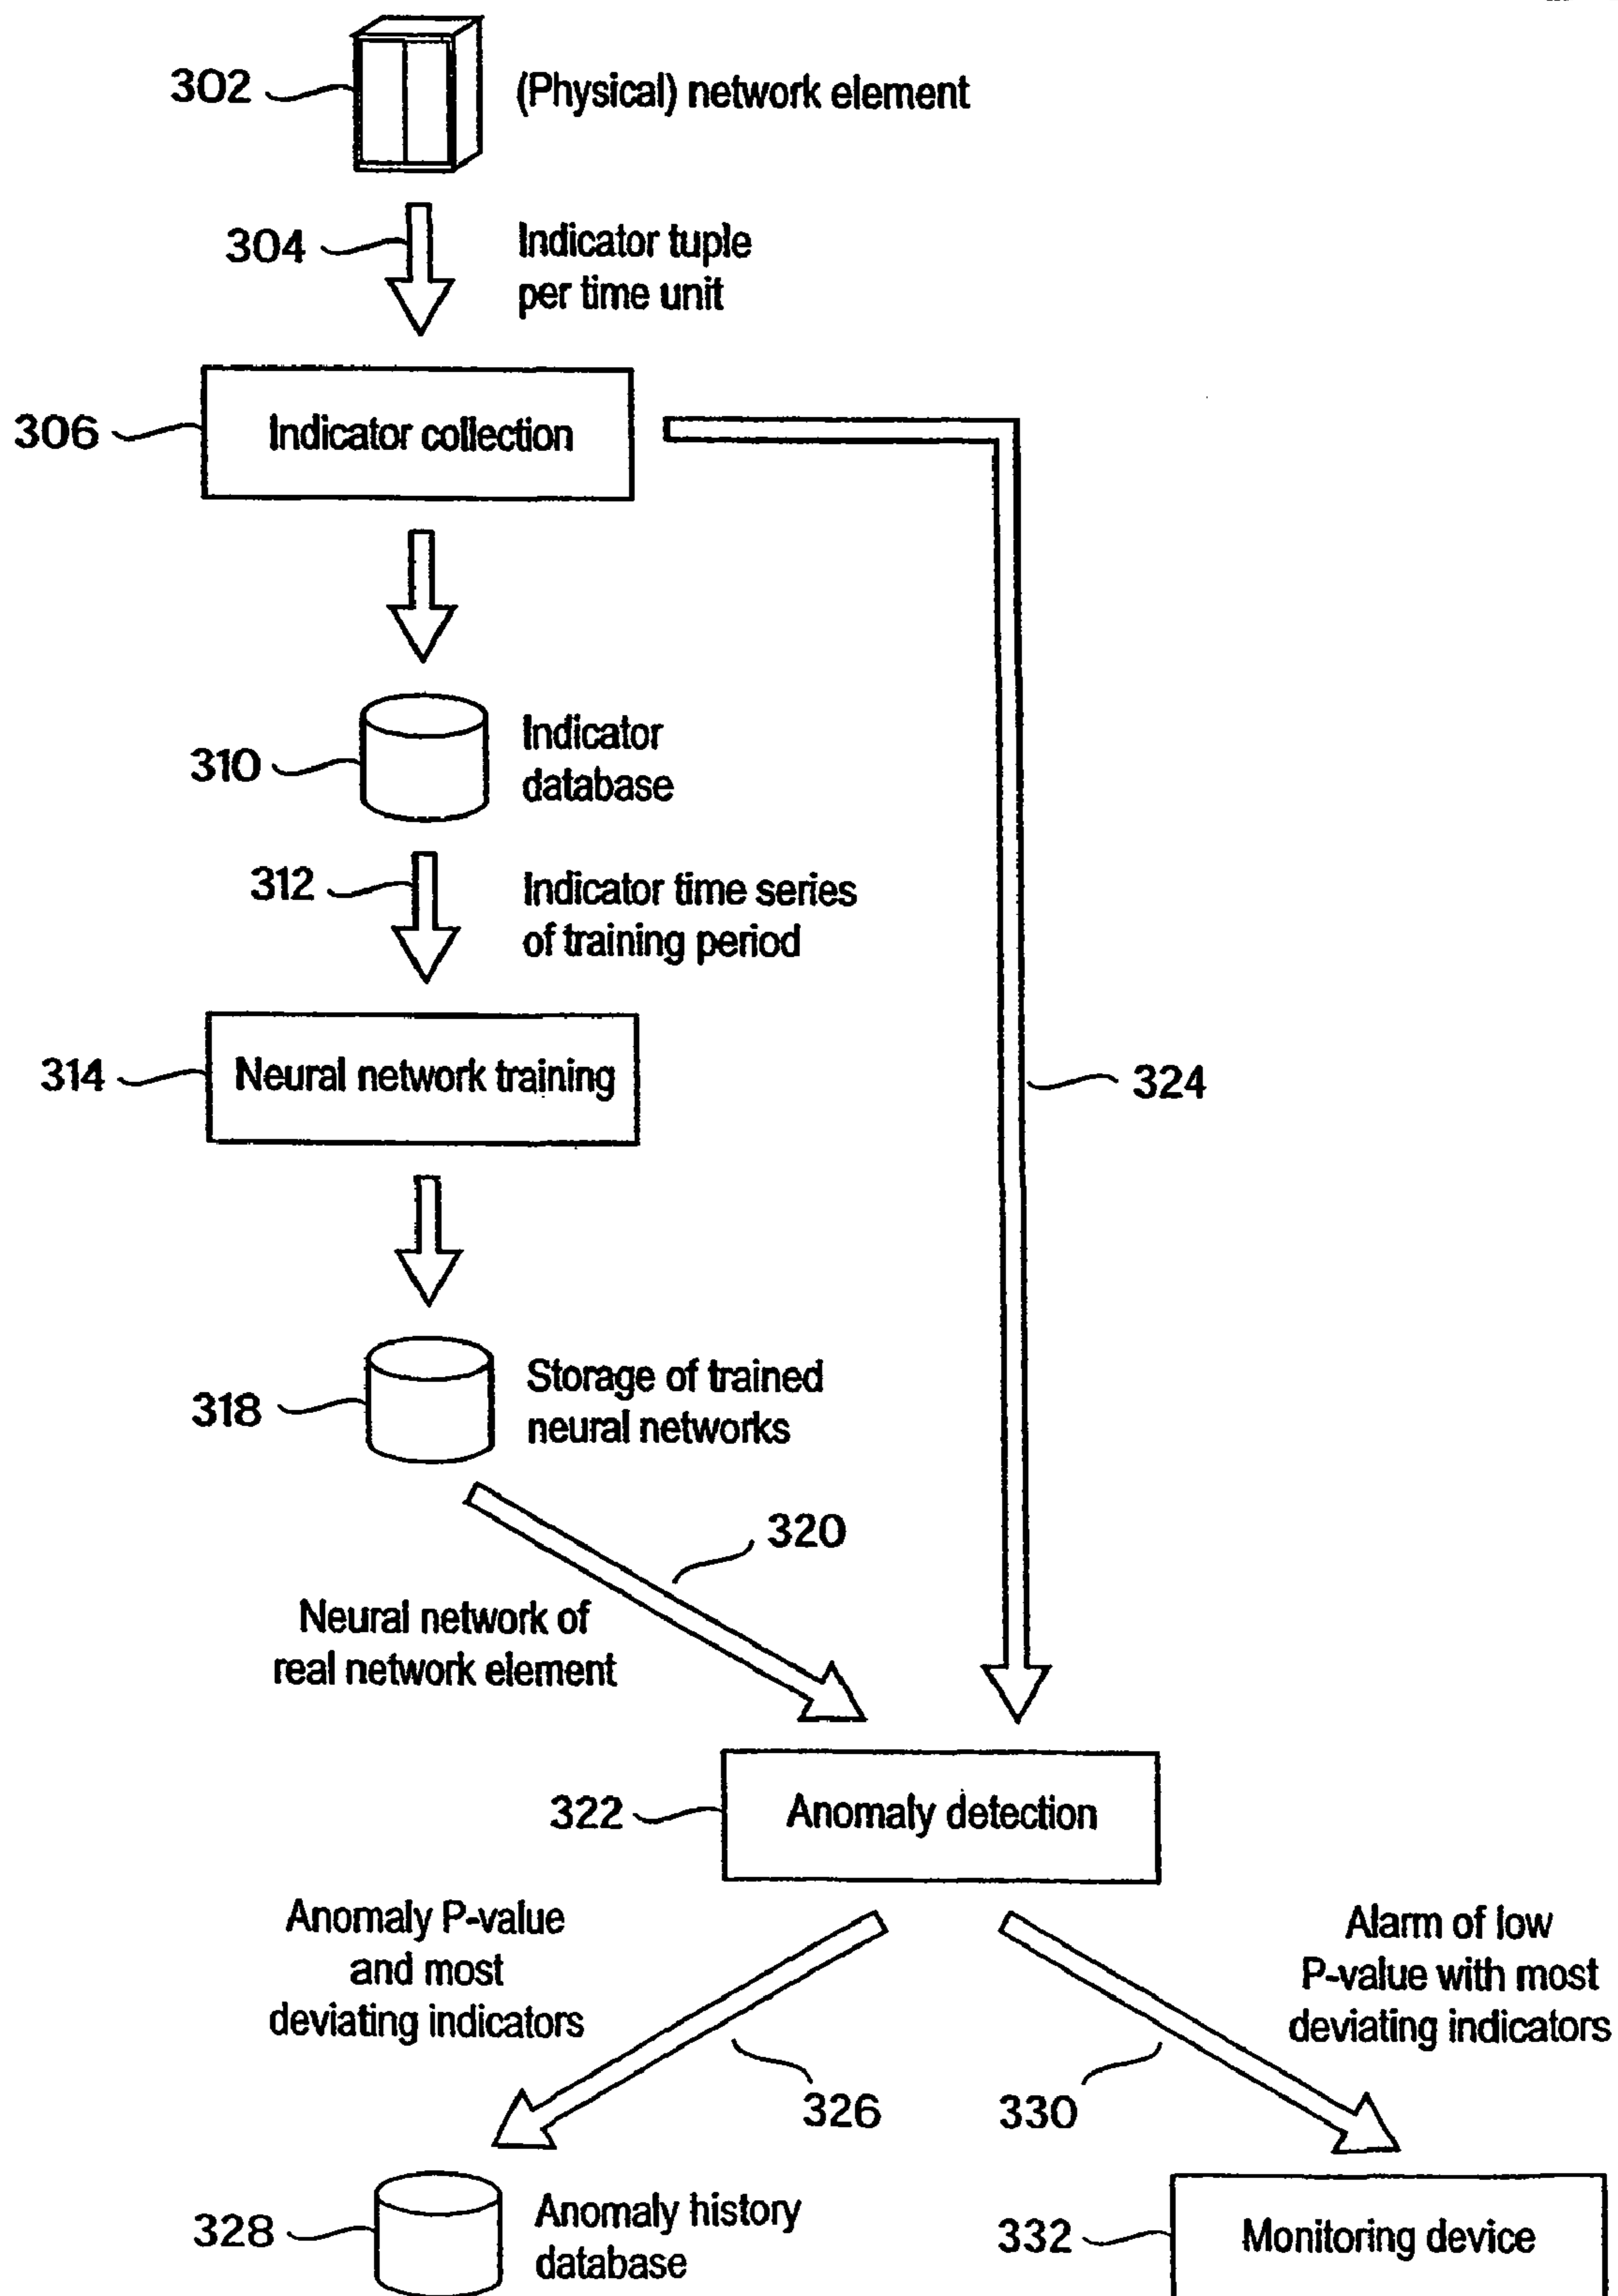 302
(Physical) network element
304
Indicator tuple
per time unit
306
Indicator collection
310
Indicator
database
312
Indicator time series
of training period
314
Neural network training
324
318
Storage of trained
neural networks
320
Neural network of
real network element
322
Anomaly detection
Anomaly P-value
and most
deviating indicators
Alarm of low
P-value with most
deviating indicators
326
330
328
Anomaly history
database
332
Monitoring device